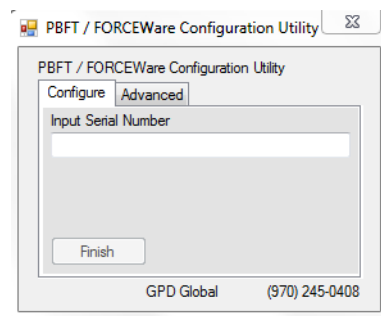 PBFT / FORCEWare Configuration Utility
PBFT / FORCEWare Configuration Utility
Configure Advanced
Input Serial Number
Finish
GPD Global (970) 245-0408